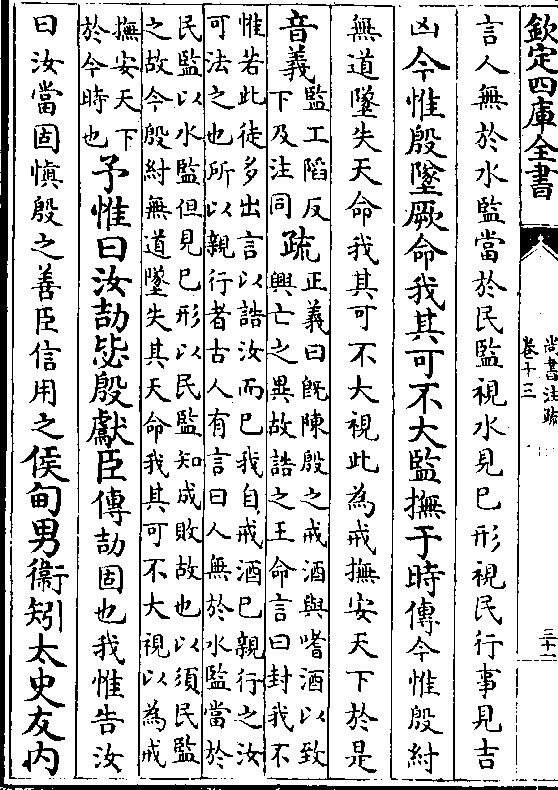 欽定四庫全書
尚書注疏
卷十三
三十一
言人無於水監當於民監視水見已形視民行事見吉
凶今惟殷墜厥命我其可不大監撫于時傳今惟殷紂
無道墜失天命我其可不大視此為戒撫安天下於是
音義
監工陷反
下及注同
疏
正義曰既陳殷之戒酒與嗜酒以致
興亡之異故誥之王命言曰封我不
惟若此徒多出言以誥汝而已我自戒酒已親行之汝
可法之也所以親行者古人有言曰人無於水監當於
民監以水監但見已形以民監知成敗故也以須民監
之故今殷紂無道墜失其天命我其可不大視以為戒
撫安天下
於今時也
予惟曰汝劼毖殷獻臣傳劼固也我惟告汝
曰汝當固慎殷之善臣信用之侯甸男衞矧太史友内